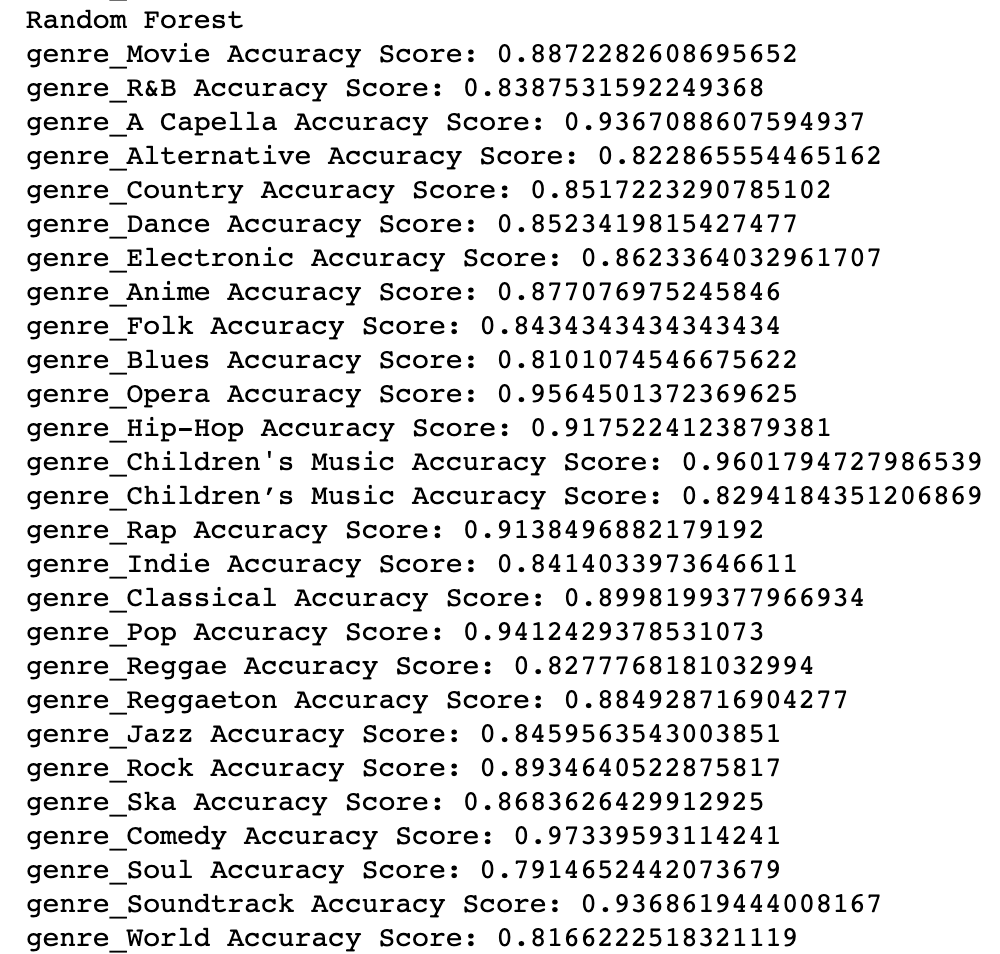 Random Forest
genre_Movie Accuracy Score: 0.8872282608695652
genre_R&B Accuracy Score: 0.8387531592249368
genre_A Capella Accuracy Score: 0.9367088607594937
genre_Alternative Accuracy Score: 0.822865554465162
genre_Country Accuracy Score: 0.8517223290785102
genre_Dance Accuracy Score: 0.8523419815427477
genre_Electronic Accuracy Score: 0.8623364032961707
genre_Anime Accuracy Score: 0.877076975245846
genre_Folk Accuracy Score: 0.8434343434343434
genre_Blues Accuracy Score: 0.8101074546675622
genre_Opera Accuracy Score: 0.9564501372369625
genre_Hip-Hop Accuracy Score: 0.9175224123879381
genre_Children's Music Accuracy Score: 0.9601794727986539
genre_Children’s Music Accuracy Score: 0.8294184351206869
genre_Rap Accuracy Score: 0.9138496882179192
genre_Indie Accuracy Score: 0.8414033973646611
genre_Classical Accuracy Score: 0.8998199377966934
genre_Pop Accuracy Score: 0.9412429378531073
genre_Reggae Accuracy Score: 0.8277768181032994
genre_Reggaeton Accuracy Score: 0.884928716904277
genre_Jazz Accuracy Score: 0.8459563543003851
genre_Rock Accuracy Score: 0.8934640522875817
genre_Ska Accuracy Score: 0.8683626429912925
genre_Comedy Accuracy Score: 0.97339593114241
genre_Soul Accuracy Score: 0.7914652442073679
genre_Soundtrack Accuracy Score: 0.9368619444008167
genre_World Accuracy Score: 0.8166222518321119